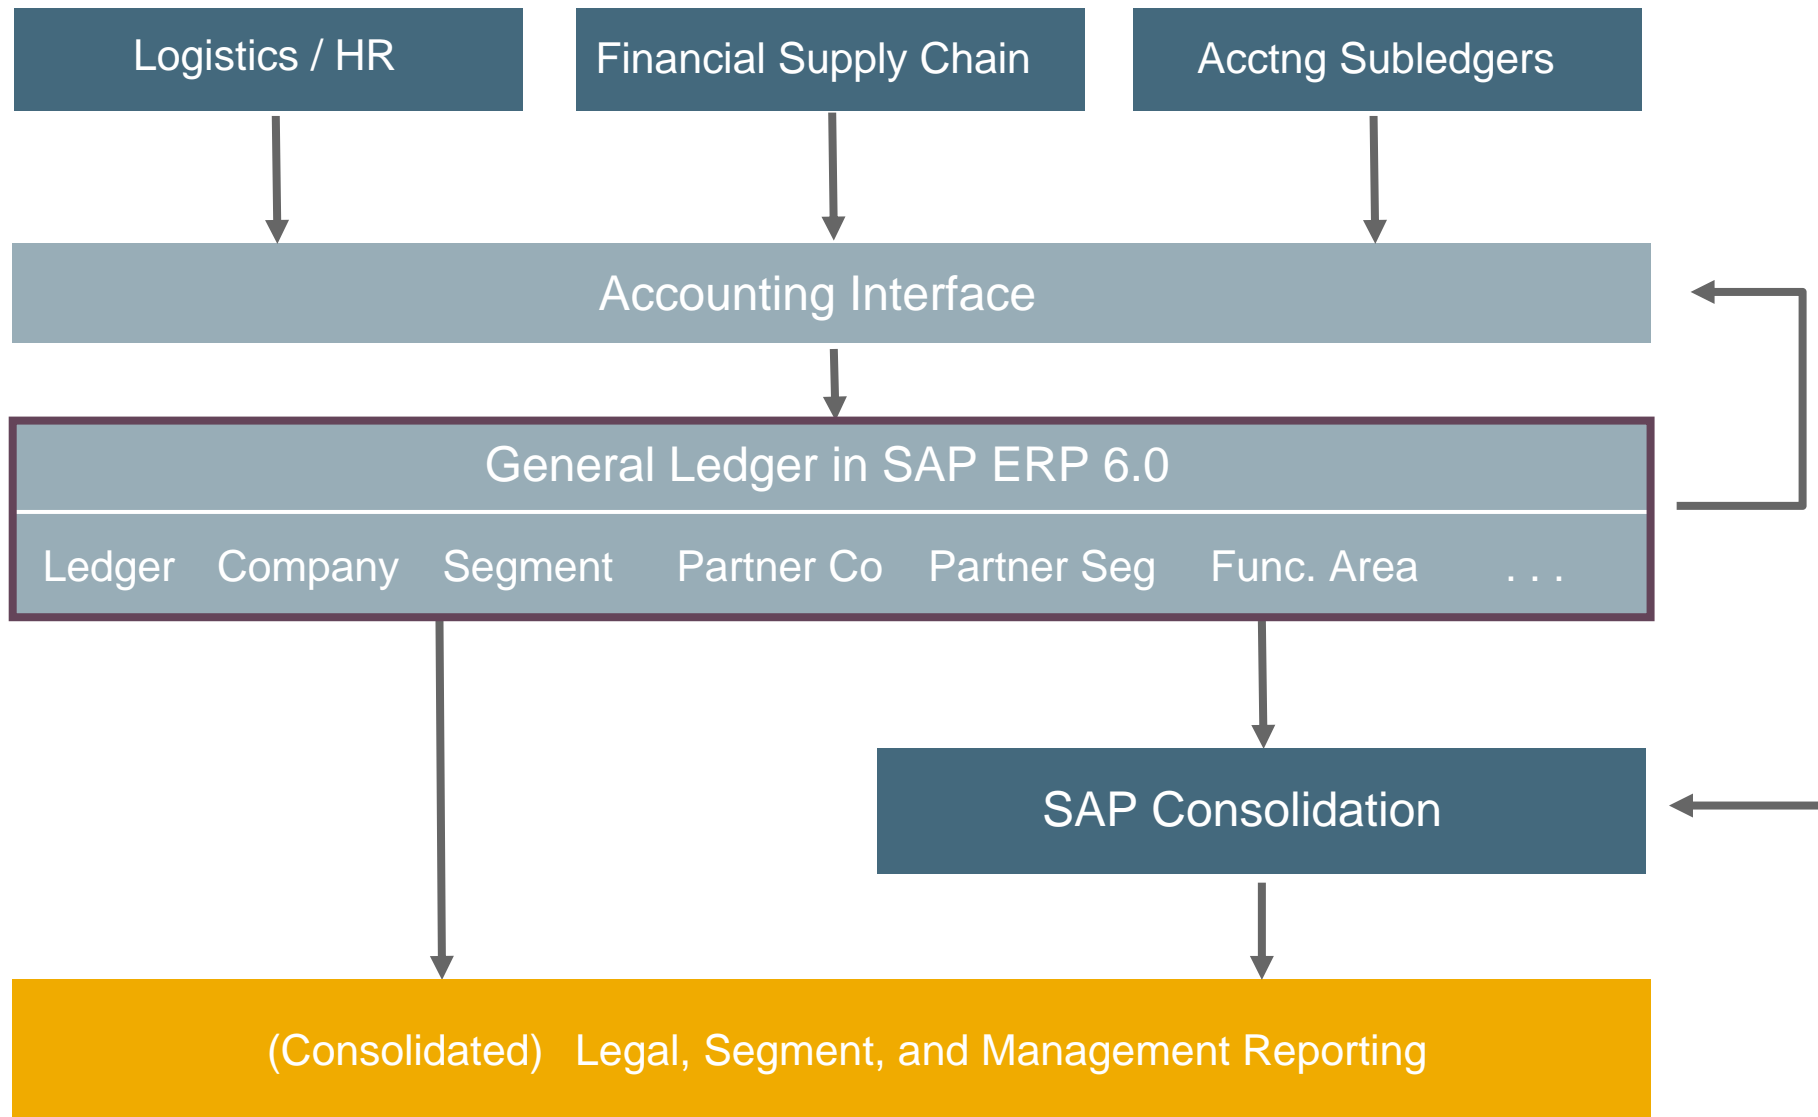 Logistics / HR
Financial Supply Chain
Acctng Subledgers
Accounting Interface
General Ledger in SAP ERP 6.0
Ledger Company Segment Partner Co Partner Seg Func. Area . . .
SAP Consolidation
(Consolidated) Legal, Segment, and Management Reporting